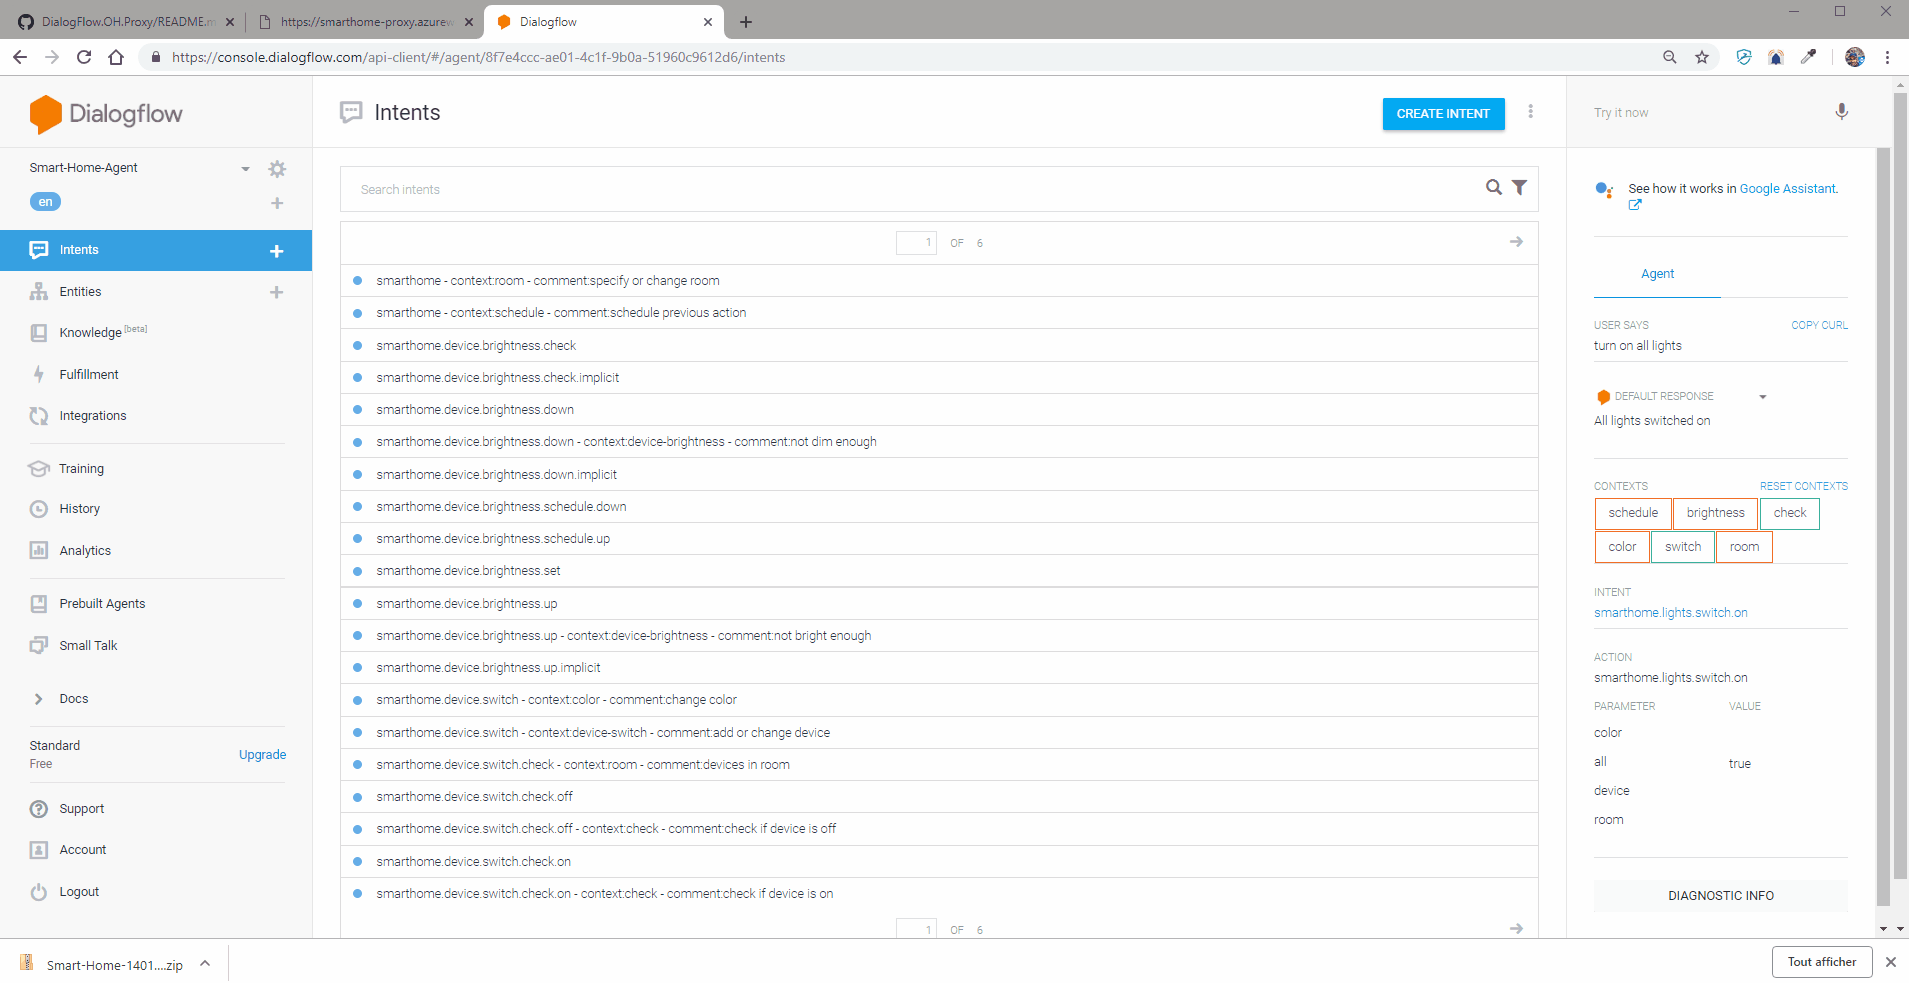 DialogFlow.OH.Proxy/README.m
https://smarthome-proxy.azurew
Dialogflow
https://console.dialogflow.com/api-client/#/agent/8f7e4ccc-ae01-4c1f-9b0a-51960c9612d6/intents
Dialogflow
Smart-Home-Agent
en
Intents
Entities
Knowledge [beta]
Fulfillment
Integrations
Training
History
Analytics
Prebuilt Agents
Small Talk
Docs
Standard
Free
Upgrade
Support
Account
Logout
Intents
CREATE INTENT
Search intents
1 OF 6
smarthome - context:room - comment:specify or change room
smarthome - context:schedule - comment:schedule previous action
smarthome.device.brightness.check
smarthome.device.brightness.check.implicit
smarthome.device.brightness.down
smarthome.device.brightness.down - context:device-brightness - comment:not dim enough
smarthome.device.brightness.down.implicit
smarthome.device.brightness.schedule.down
smarthome.device.brightness.schedule.up
smarthome.device.brightness.set
smarthome.device.brightness.up
smarthome.device.brightness.up - context:device-brightness - comment:not bright enough
smarthome.device.brightness.up.implicit
smarthome.device.switch - context:color - comment:change color
smarthome.device.switch - context:device-switch - comment:add or change device
smarthome.device.switch.check - context:room - comment:devices in room
smarthome.device.switch.check.off
smarthome.device.switch.check.off - context:check - comment:check if device is off
smarthome.device.switch.check.on
smarthome.device.switch.check.on - context:check - comment:check if device is on
1 OF 6
Try it now
See how it works in Google Assistant.
Agent
USER SAYS COPY CURL
turn on all lights
DEFAULT RESPONSE
All lights switched on
CONTEXTS RESET CONTEXTS
schedule brightness check
color switch room
INTENT
smarthome.lights.switch.on
ACTION
smarthome.lights.switch.on
PARAMETER VALUE
color
all true
device
room
DIAGNOSTIC INFO
Smart-Home-1401....zip
Tout afficher